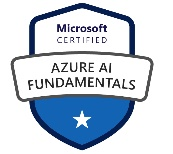 Microsoft
CERTIFIED
AZURE AI
FUNDAMENTALS